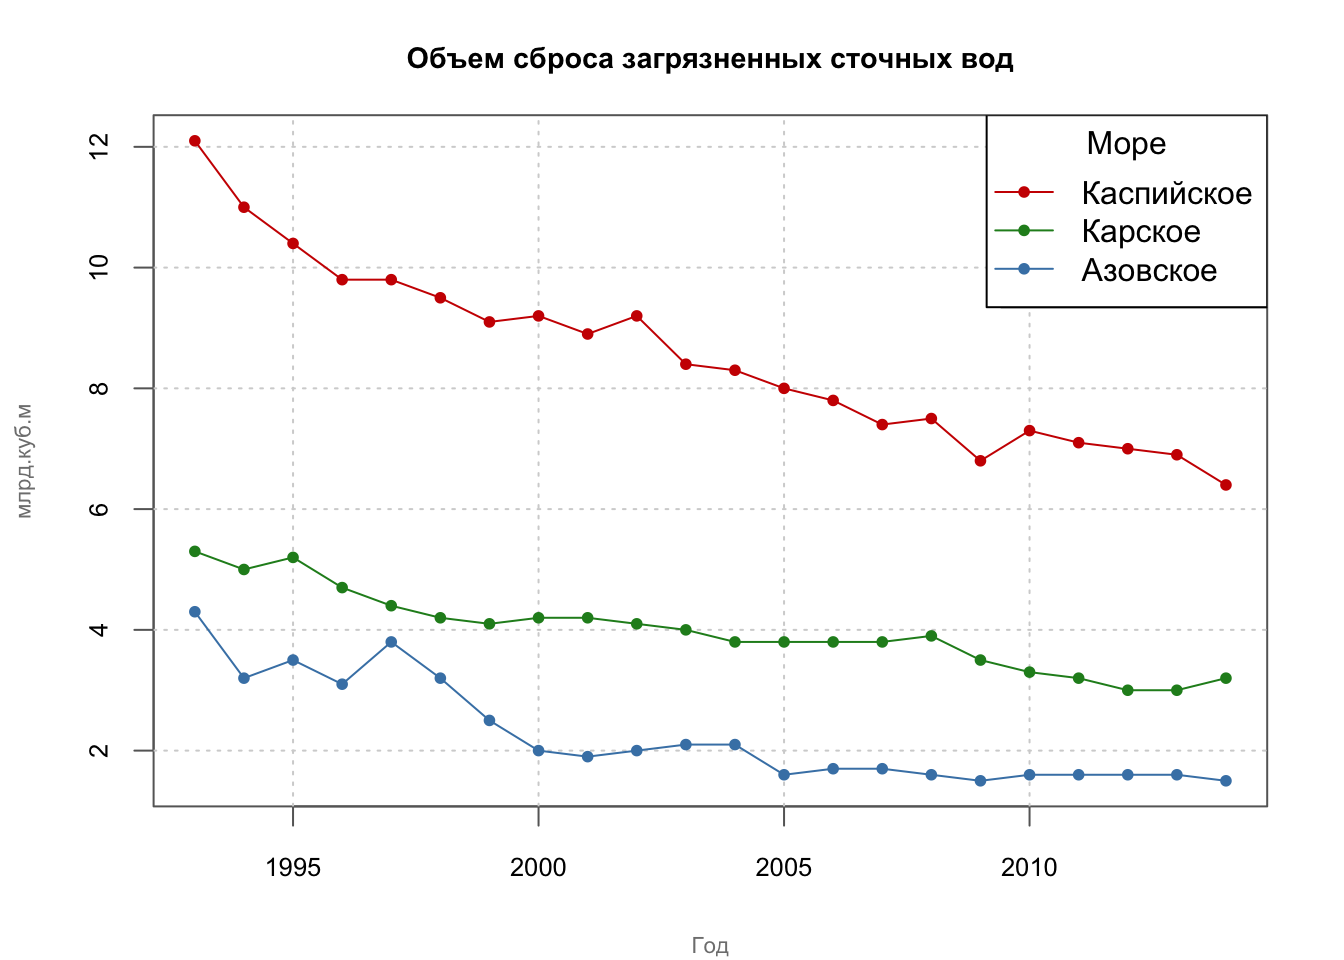 Объем сброса загрязненных сточных вод
Море
Каспийское
Карское
Азовское
12
10
8
6
4
2
млрд.куб.м
1995 2000 2005 2010
Год